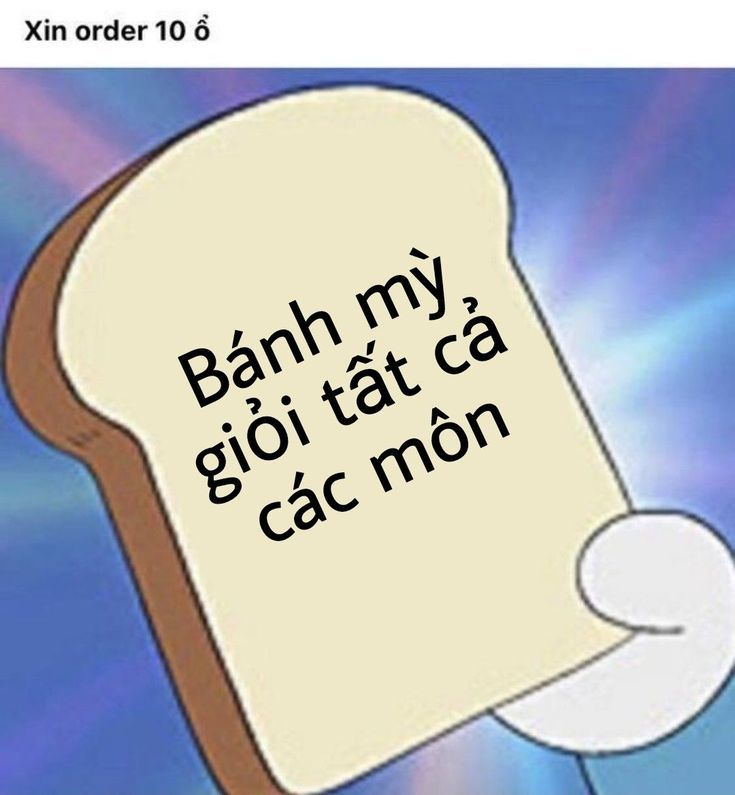 Xin order 10 ổ
Bánh mỳ
giỏi tất cả
các môn